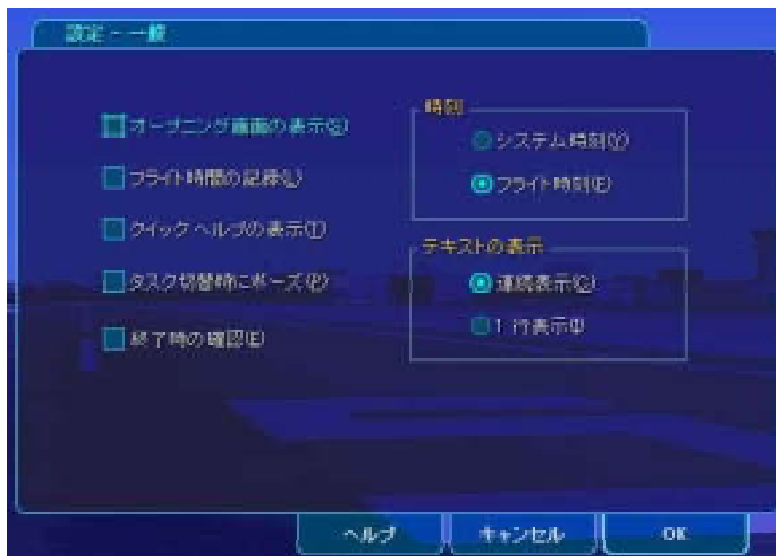 設定 - 一般
オープニング画面の表示(S)
フライト時間の記録(L)
クイック ヘルプの表示(T)
タスク切替時にポーズ(P)
終了時の確認(E)
時刻
システム時刻(Y)
フライト時刻(E)
テキストの表示
連続表示(C)
1 行表示(I)
ヘルプ
キャンセル
OK